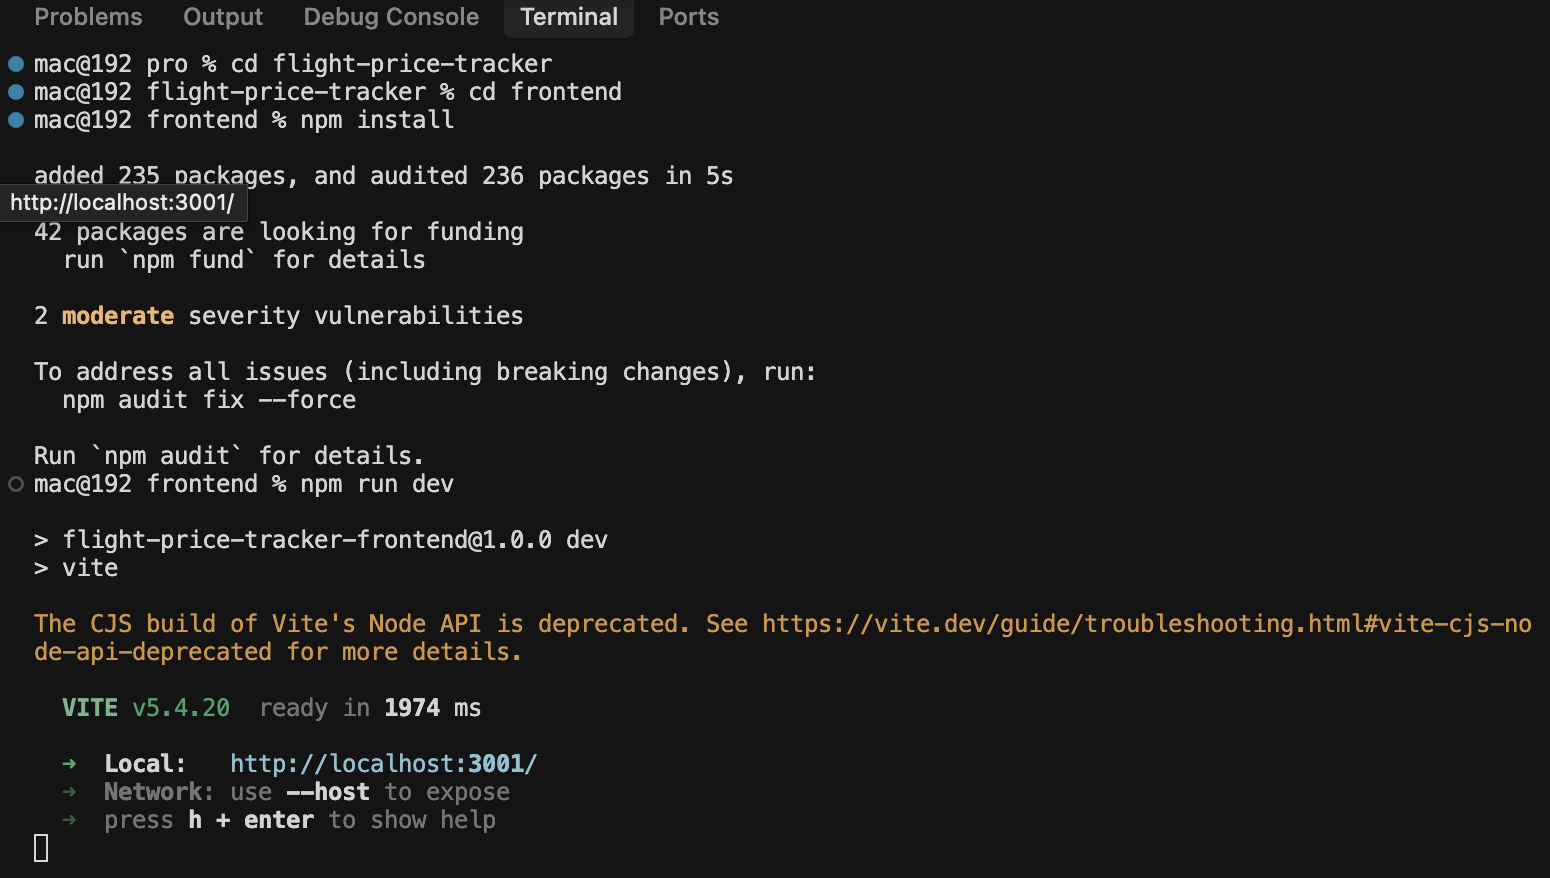 Problems Output Debug Console Terminal Ports
mac@192 pro % cd flight-price-tracker
mac@192 flight-price-tracker % cd frontend
mac@192 frontend % npm install
added 235 packages, and audited 236 packages in 5s
http://localhost:3001/
42 packages are looking for funding
run `npm fund` for details
2 moderate severity vulnerabilities
To address all issues (including breaking changes), run:
npm audit fix --force
Run `npm audit` for details.
mac@192 frontend % npm run dev
> flight-price-tracker-frontend@1.0.0 dev
> vite
The CJS build of Vite's Node API is deprecated. See https://vite.dev/guide/troubleshooting.html#vite-cjs-no
de-api-deprecated for more details.
VITE v5.4.20 ready in 1974 ms
➜ Local: http://localhost:3001/
➜ Network: use --host to expose
➜ press h + enter to show help